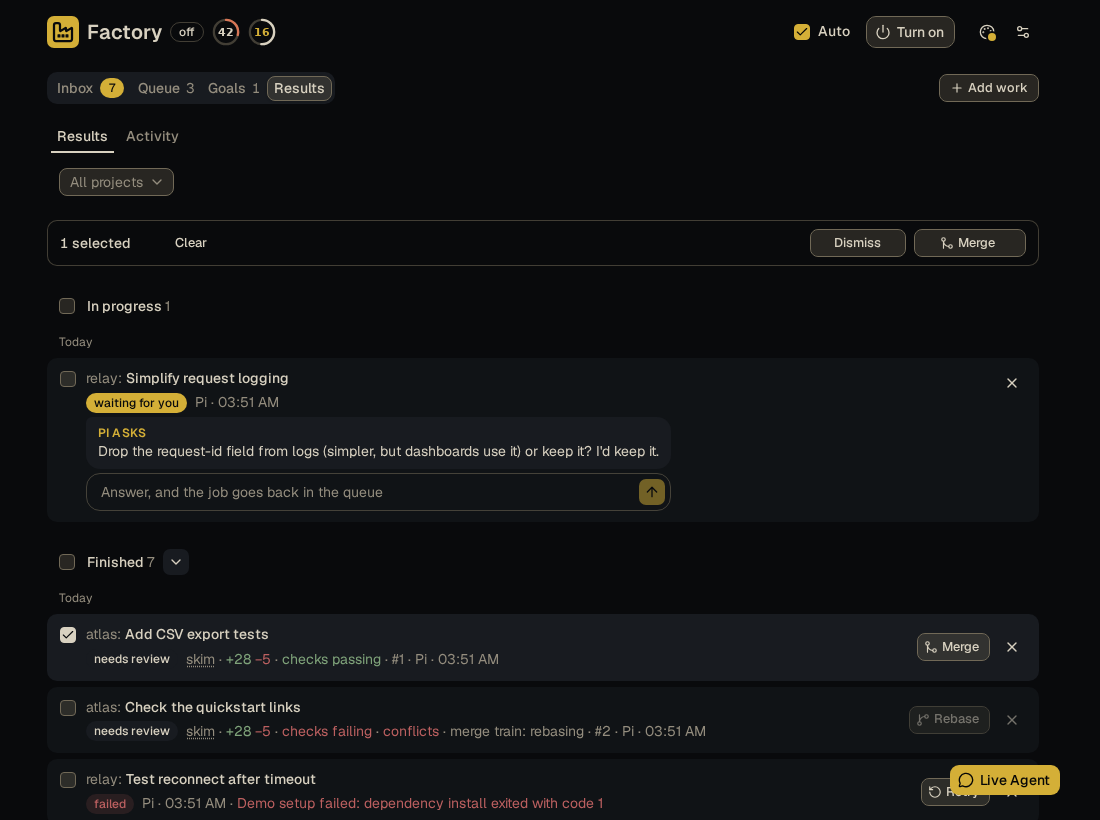 Factory off 42 16 Auto Turn on
Inbox 7 Queue 3 Goals 1 Results Add work
Results Activity
All projects
1 selected Clear Dismiss Merge
In progress 1
Today
relay: Simplify request logging
waiting for you Pi · 03:51 AM
PI ASKS
Drop the request-id field from logs (simpler, but dashboards use it) or keep it? I'd keep it.
Answer, and the job goes back in the queue
Finished 7
Today
atlas: Add CSV export tests
needs review skim · +28 −5 · checks passing · #1 · Pi · 03:51 AM
Merge
atlas: Check the quickstart links
needs review skim · +28 −5 · checks failing · conflicts · merge train: rebasing · #2 · Pi · 03:51 AM
Rebase
relay: Test reconnect after timeout
failed Pi · 03:51 AM · Demo setup failed: dependency install exited with code 1
Live Agent